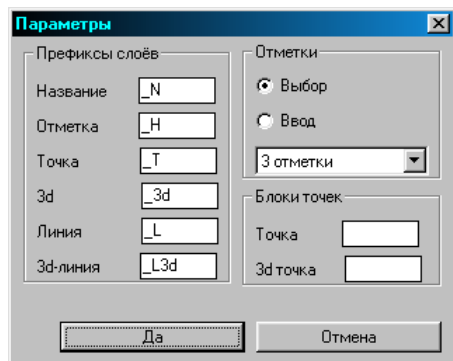 Параметры
Префиксы слоёв
Название _N
Отметка _H
Точка _T
3d _3d
Линия _L
3d-линия _L3d
Отметки
Выбор
Ввод
3 отметки
Блоки точек
Точка
3d точка
Да Отмена